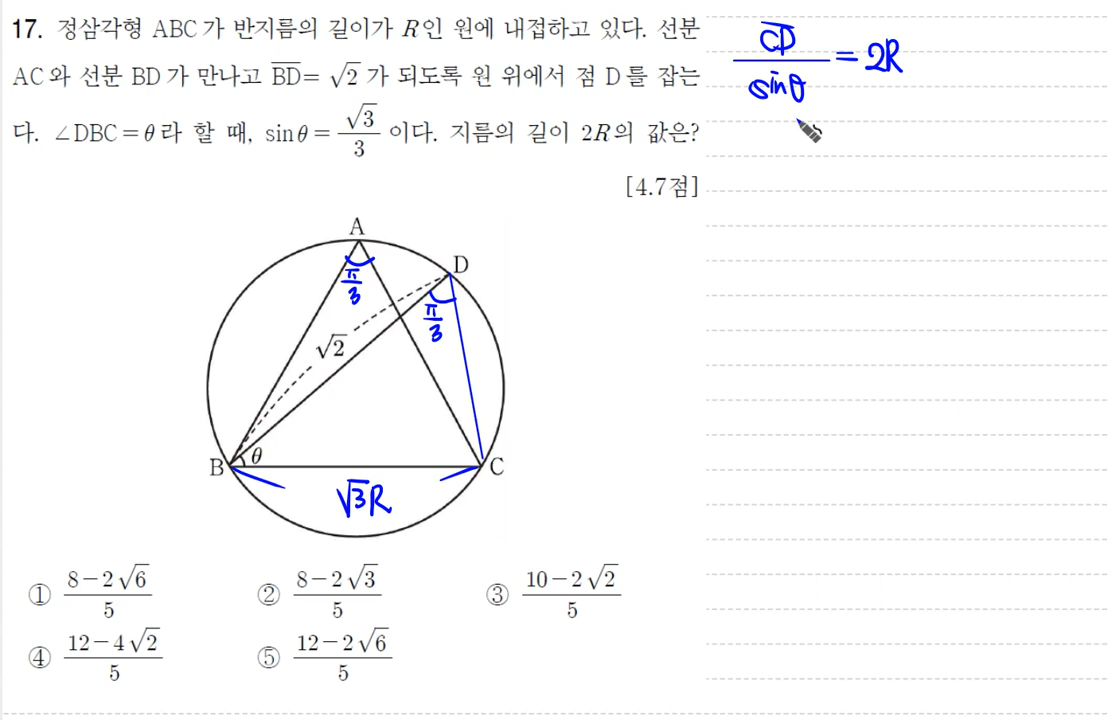 17. 정삼각형 ABC가 반지름의 길이가 R인 원에 내접하고 있다. 선분
AC와 선분 BD가 만나고 \overline{BD}=√2가 되도록 원 위에서 점 D를 잡는
다. ∠DBC=θ라 할 때, sinθ=√3/3이다. 지름의 길이 2R의 값은?
[4.7점]
\overline{CD}/sinθ = 2R
A
D
π/3
π/3
√2
B
θ
C
√3R
① (8-2√6)/5 ② (8-2√3)/5 ③ (10-2√2)/5
④ (12-4√2)/5 ⑤ (12-2√6)/5